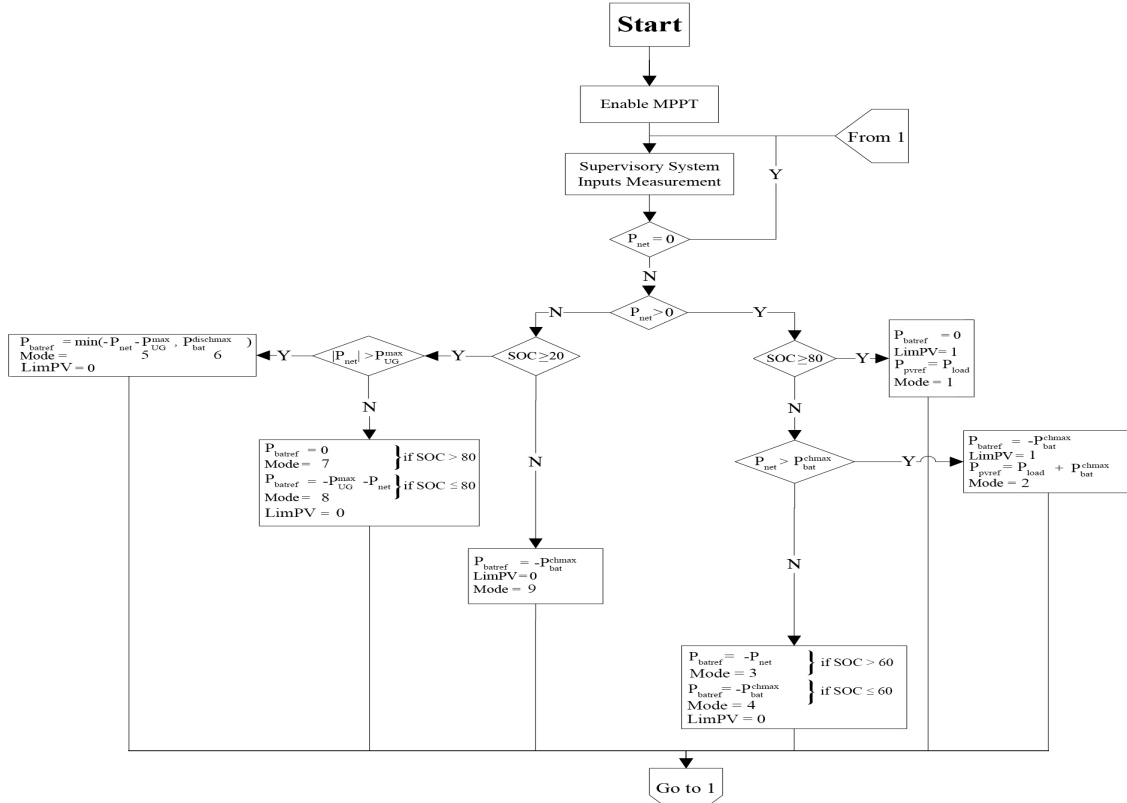 Start
Enable MPPT
From 1
Supervisory System
Inputs Measurement
Y
P_net = 0
N
P_net > 0
N
Y
P_batref = min(-P_net - P_UG^max , P_bat^dischmax )
Mode = 5 6
LimPV = 0
Y
|P_net| > P_UG^max
Y
SOC ≥ 20
SOC ≥ 80
Y
P_batref = 0
LimPV = 1
P_pvref = P_load
Mode = 1
N
N
P_batref = 0
Mode = 7
} if SOC > 80
P_batref = -P_UG^max - P_net
Mode = 8
} if SOC ≤ 80
LimPV = 0
N
P_net > P_bat^chmax
Y
P_batref = -P_bat^chmax
LimPV = 1
P_pvref = P_load + P_bat^chmax
Mode = 2
P_batref = -P_bat^chmax
LimPV = 0
Mode = 9
N
P_batref = -P_net
Mode = 3
} if SOC > 60
P_batref = -P_bat^chmax
Mode = 4
} if SOC ≤ 60
LimPV = 0
Go to 1